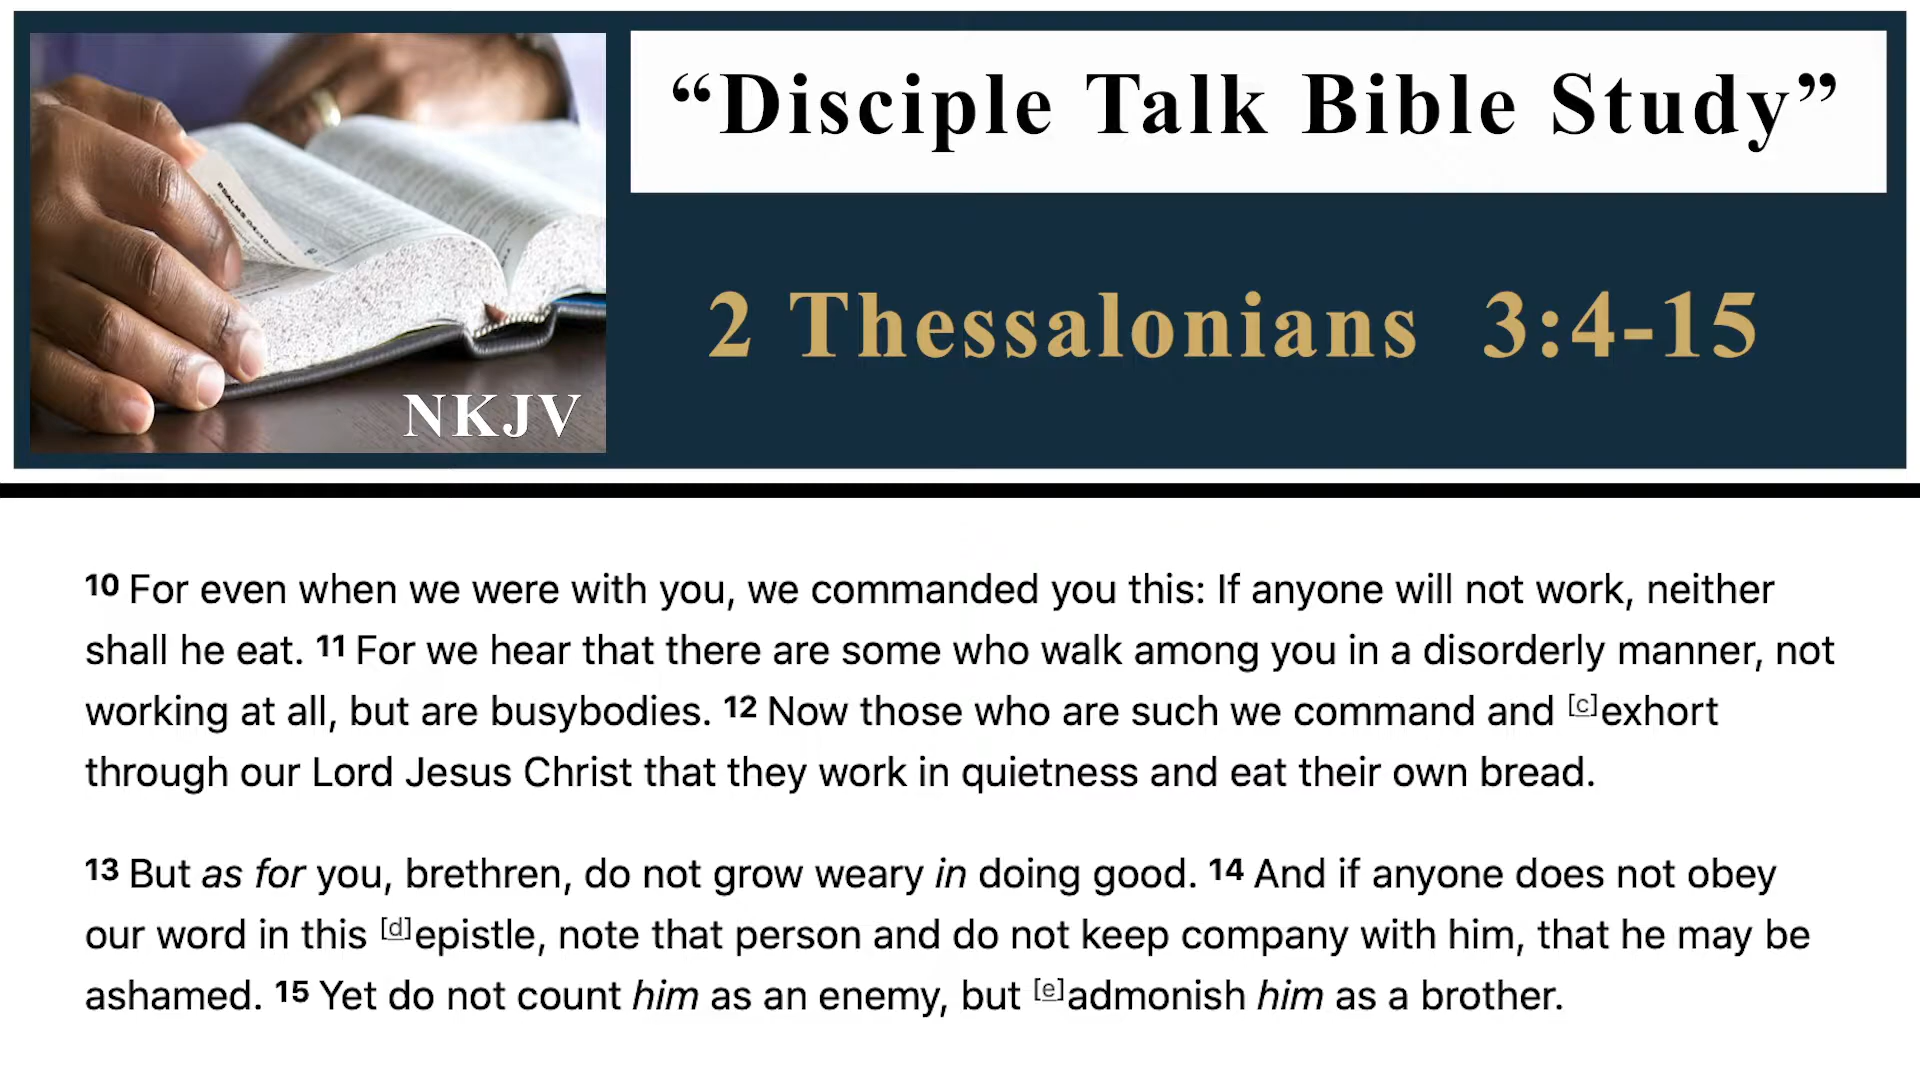 “Disciple Talk Bible Study”
2 Thessalonians 3:4-15
NKJV
10 For even when we were with you, we commanded you this: If anyone will not work, neither
shall he eat. 11 For we hear that there are some who walk among you in a disorderly manner, not
working at all, but are busybodies. 12 Now those who are such we command and [c]exhort
through our Lord Jesus Christ that they work in quietness and eat their own bread.
13 But as for you, brethren, do not grow weary in doing good. 14 And if anyone does not obey
our word in this [d]epistle, note that person and do not keep company with him, that he may be
ashamed. 15 Yet do not count him as an enemy, but [e]admonish him as a brother.